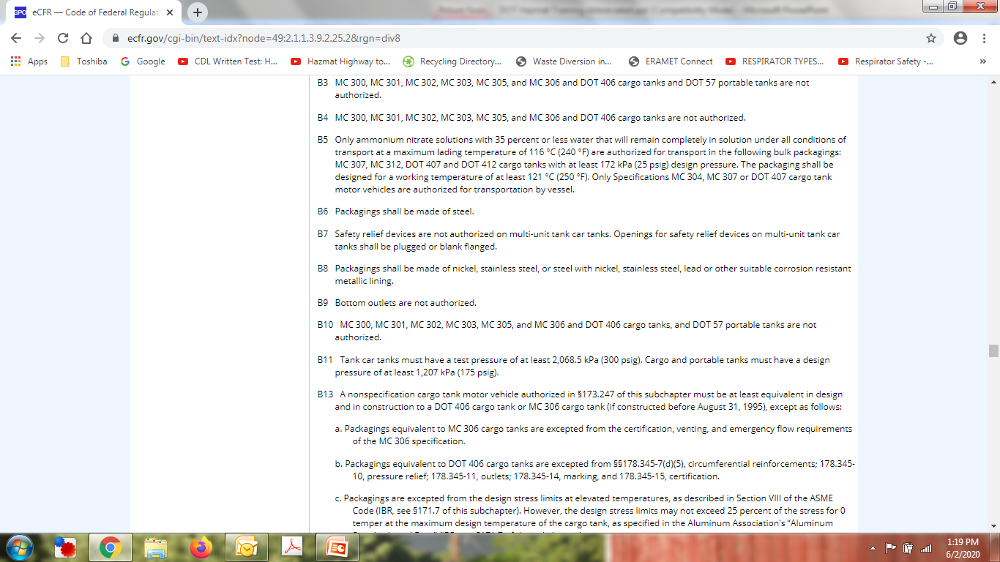 GPO eCFR — Code of Federal Regulat
DOT Hazmat Training (Compatibility Mode) - Microsoft PowerPoint
ecfr.gov/cgi-bin/text-idx?node=49:2.1.1.3.9.2.25.2&rgn=div8
Apps Toshiba Google CDL Written Test: H... Hazmat Highway to... Recycling Directory... Waste Diversion in... ERAMET Connect RESPIRATOR TYPES... Respirator Safety -... »
B3 MC 300, MC 301, MC 302, MC 303, MC 305, and MC 306 and DOT 406 cargo tanks and DOT 57 portable tanks are not
authorized.
B4 MC 300, MC 301, MC 302, MC 303, MC 305, and MC 306 and DOT 406 cargo tanks are not authorized.
B5 Only ammonium nitrate solutions with 35 percent or less water that will remain completely in solution under all conditions of
transport at a maximum lading temperature of 116 °C (240 °F) are authorized for transport in the following bulk packagings:
MC 307, MC 312, DOT 407 and DOT 412 cargo tanks with at least 172 kPa (25 psig) design pressure. The packaging shall be
designed for a working temperature of at least 121 °C (250 °F). Only Specifications MC 304, MC 307 or DOT 407 cargo tank
motor vehicles are authorized for transportation by vessel.
B6 Packagings shall be made of steel.
B7 Safety relief devices are not authorized on multi-unit tank car tanks. Openings for safety relief devices on multi-unit tank car
tanks shall be plugged or blank flanged.
B8 Packagings shall be made of nickel, stainless steel, or steel with nickel, stainless steel, lead or other suitable corrosion resistant
metallic lining.
B9 Bottom outlets are not authorized.
B10 MC 300, MC 301, MC 302, MC 303, MC 305, and MC 306 and DOT 406 cargo tanks, and DOT 57 portable tanks are not
authorized.
B11 Tank car tanks must have a test pressure of at least 2,068.5 kPa (300 psig). Cargo and portable tanks must have a design
pressure of at least 1,207 kPa (175 psig).
B13 A nonspecification cargo tank motor vehicle authorized in §173.247 of this subchapter must be at least equivalent in design
and in construction to a DOT 406 cargo tank or MC 306 cargo tank (if constructed before August 31, 1995), except as follows:
a. Packagings equivalent to MC 306 cargo tanks are excepted from the certification, venting, and emergency flow requirements
of the MC 306 specification.
b. Packagings equivalent to DOT 406 cargo tanks are excepted from §§178.345-7(d)(5), circumferential reinforcements; 178.345-
10, pressure relief; 178.345-11, outlets; 178.345-14, marking, and 178.345-15, certification.
c. Packagings are excepted from the design stress limits at elevated temperatures, as described in Section VIII of the ASME
Code (IBR, see §171.7 of this subchapter). However, the design stress limits may not exceed 25 percent of the stress for 0
temper at the maximum design temperature of the cargo tank, as specified in the Aluminum Association's “Aluminum
1:19 PM
6/2/2020